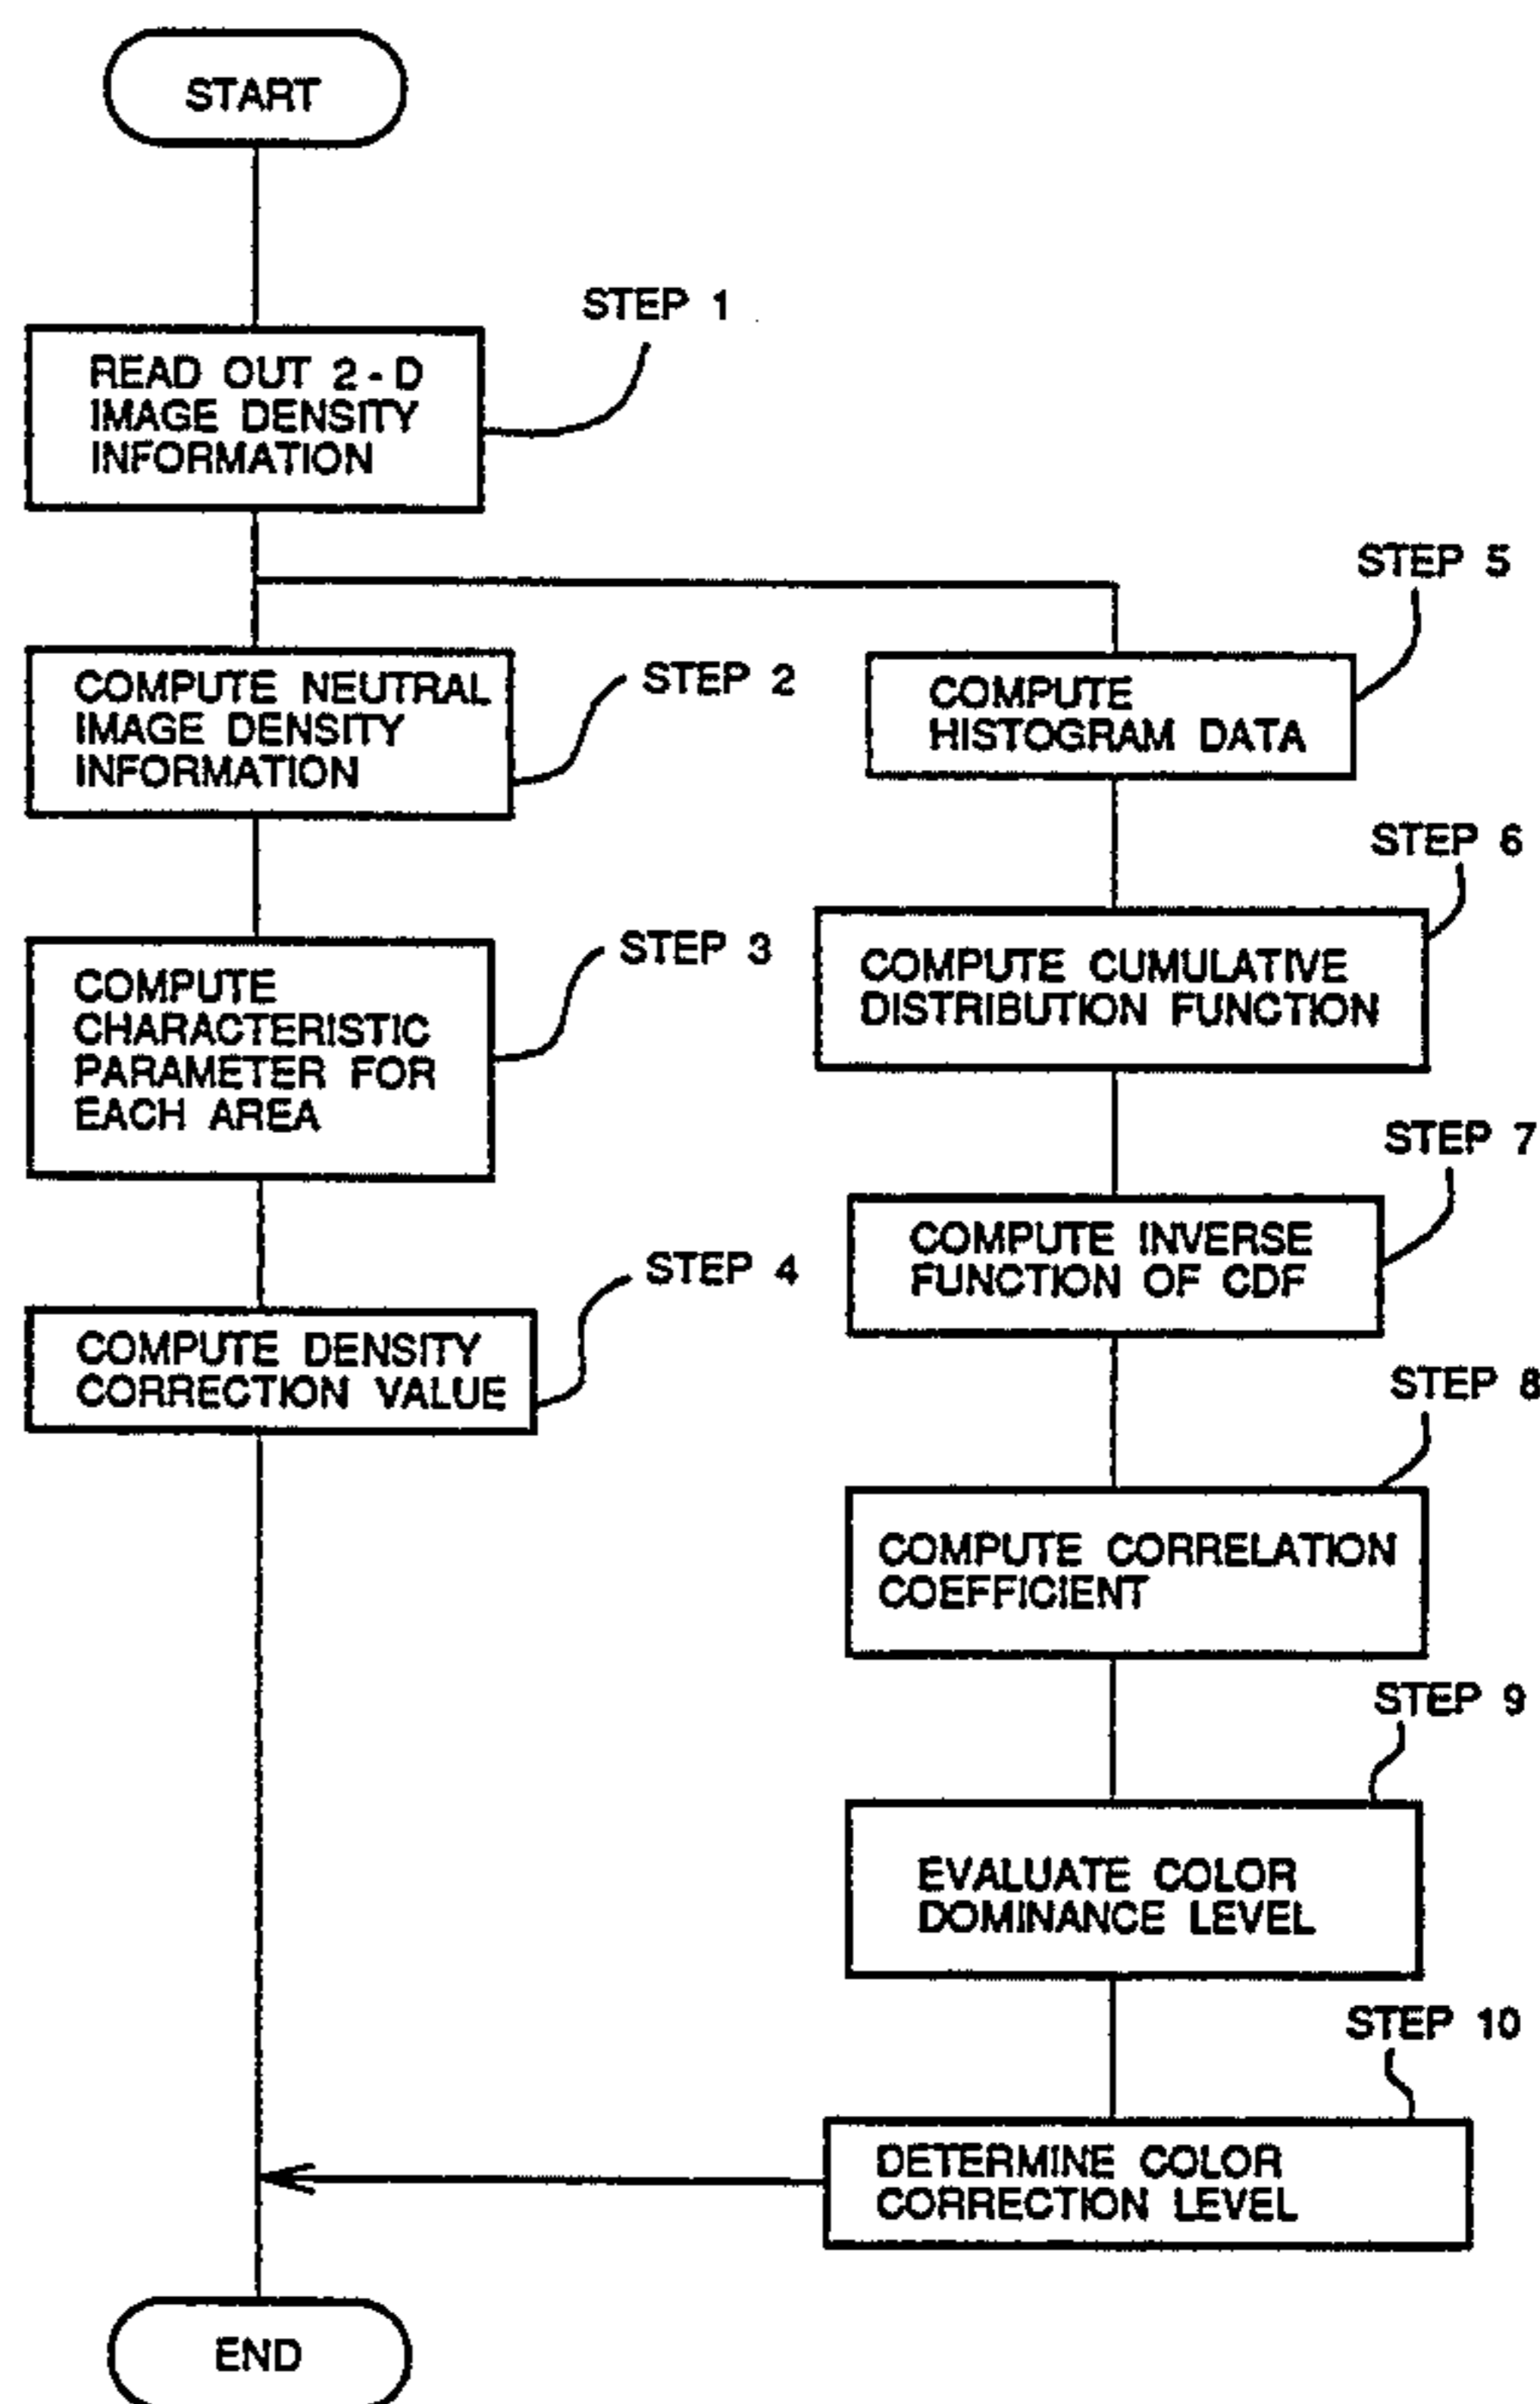 START
STEP 1
READ OUT 2-D
IMAGE DENSITY
INFORMATION
STEP 2
COMPUTE NEUTRAL
IMAGE DENSITY
INFORMATION
STEP 3
COMPUTE
CHARACTERISTIC
PARAMETER FOR
EACH AREA
STEP 4
COMPUTE DENSITY
CORRECTION VALUE
STEP 5
COMPUTE
HISTOGRAM DATA
STEP 6
COMPUTE CUMULATIVE
DISTRIBUTION FUNCTION
STEP 7
COMPUTE INVERSE
FUNCTION OF CDF
STEP 8
COMPUTE CORRELATION
COEFFICIENT
STEP 9
EVALUATE COLOR
DOMINANCE LEVEL
STEP 10
DETERMINE COLOR
CORRECTION LEVEL
END